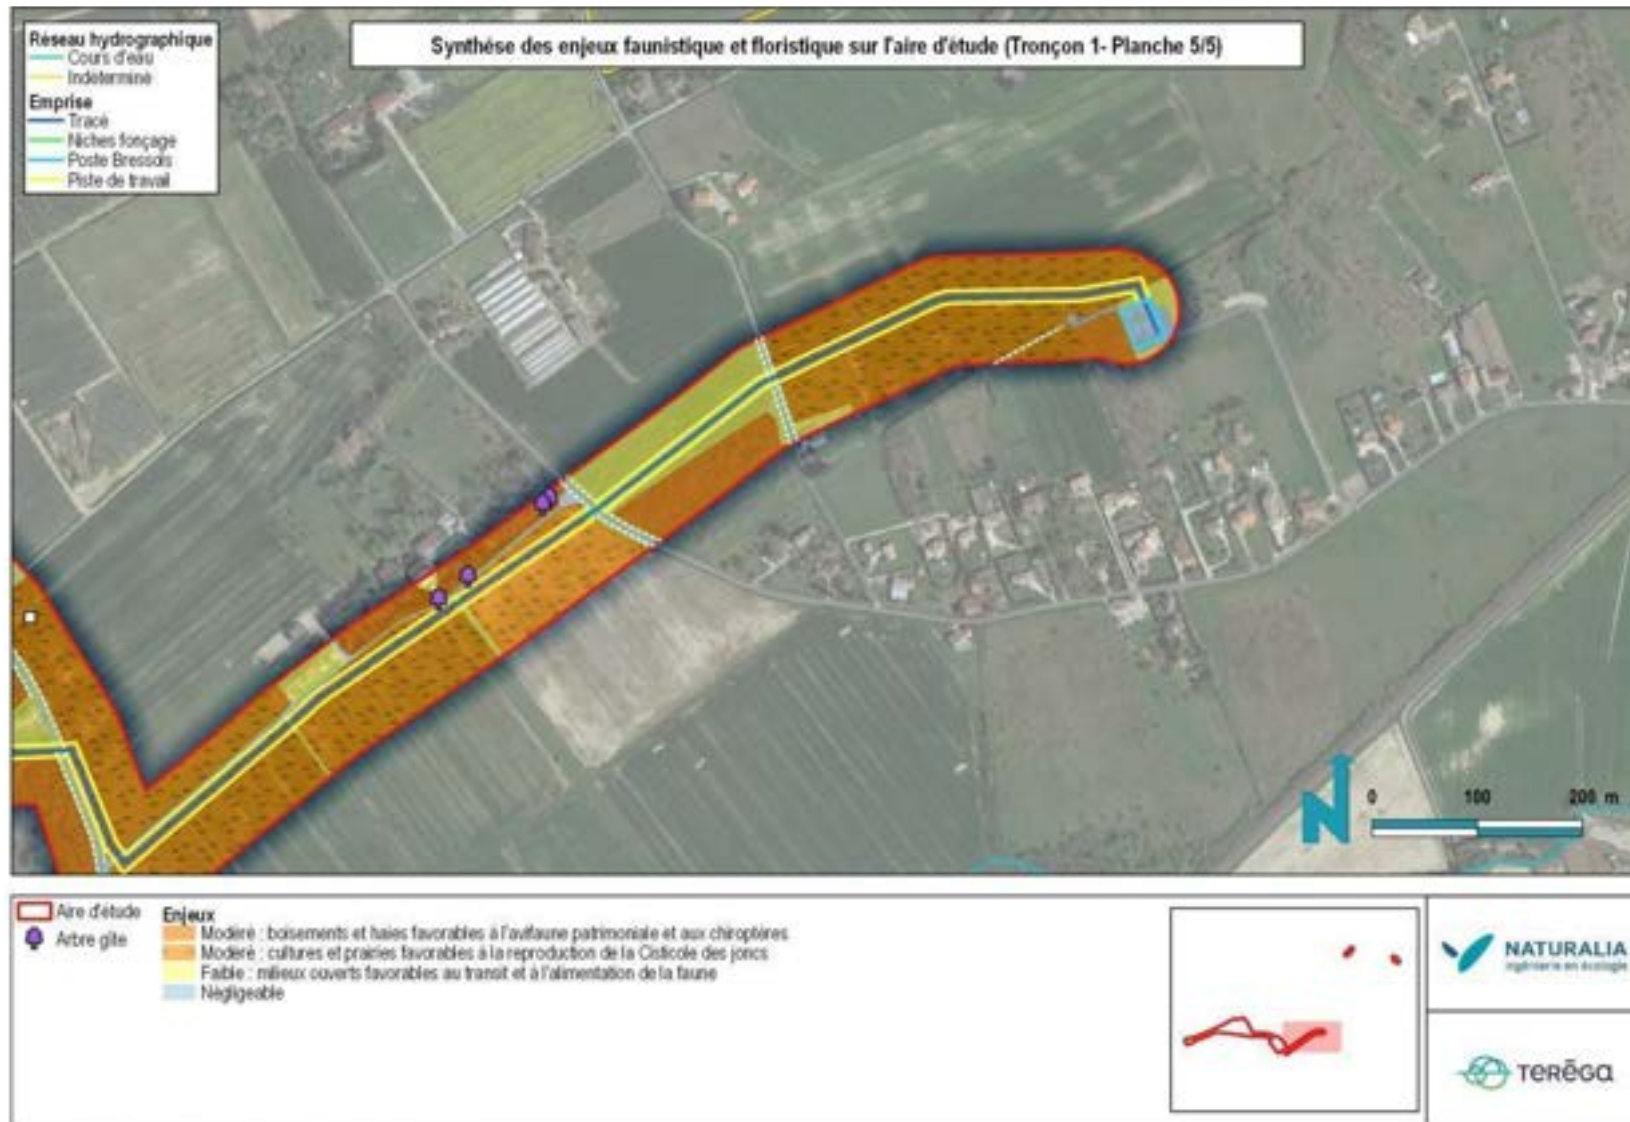 Réseau hydrographique
Cours d'eau
Indéterminé
Emprise
Tracé
Niches fonçage
Poste Bressols
Piste de travail
Synthèse des enjeux faunistique et floristique sur l'aire d'étude (Tronçon 1- Planche 5/5)
N
0 100 200 m
Aire d'étude
Arbre gîte
Enjeux
Modéré : boisements et haies favorables à l'avifaune patrimoniale et aux chiroptères
Modéré : cultures et prairies favorables à la reproduction de la Cisticole des joncs
Faible : milieux ouverts favorables au transit et à l'alimentation de la faune
Négligeable
NATURALIA
Ingénierie en écologie
TERĒGA